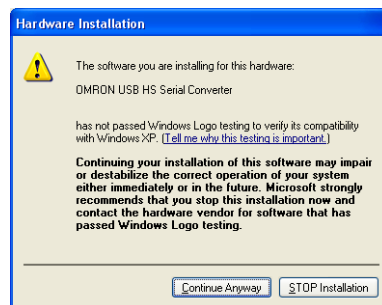 Hardware Installation
The software you are installing for this hardware:
OMRON USB HS Serial Converter
has not passed Windows Logo testing to verify its compatibility
with Windows XP. (Tell me why this testing is important.)
Continuing your installation of this software may impair
or destabilize the correct operation of your system
either immediately or in the future. Microsoft strongly
recommends that you stop this installation now and
contact the hardware vendor for software that has
passed Windows Logo testing.
Continue Anyway
STOP Installation